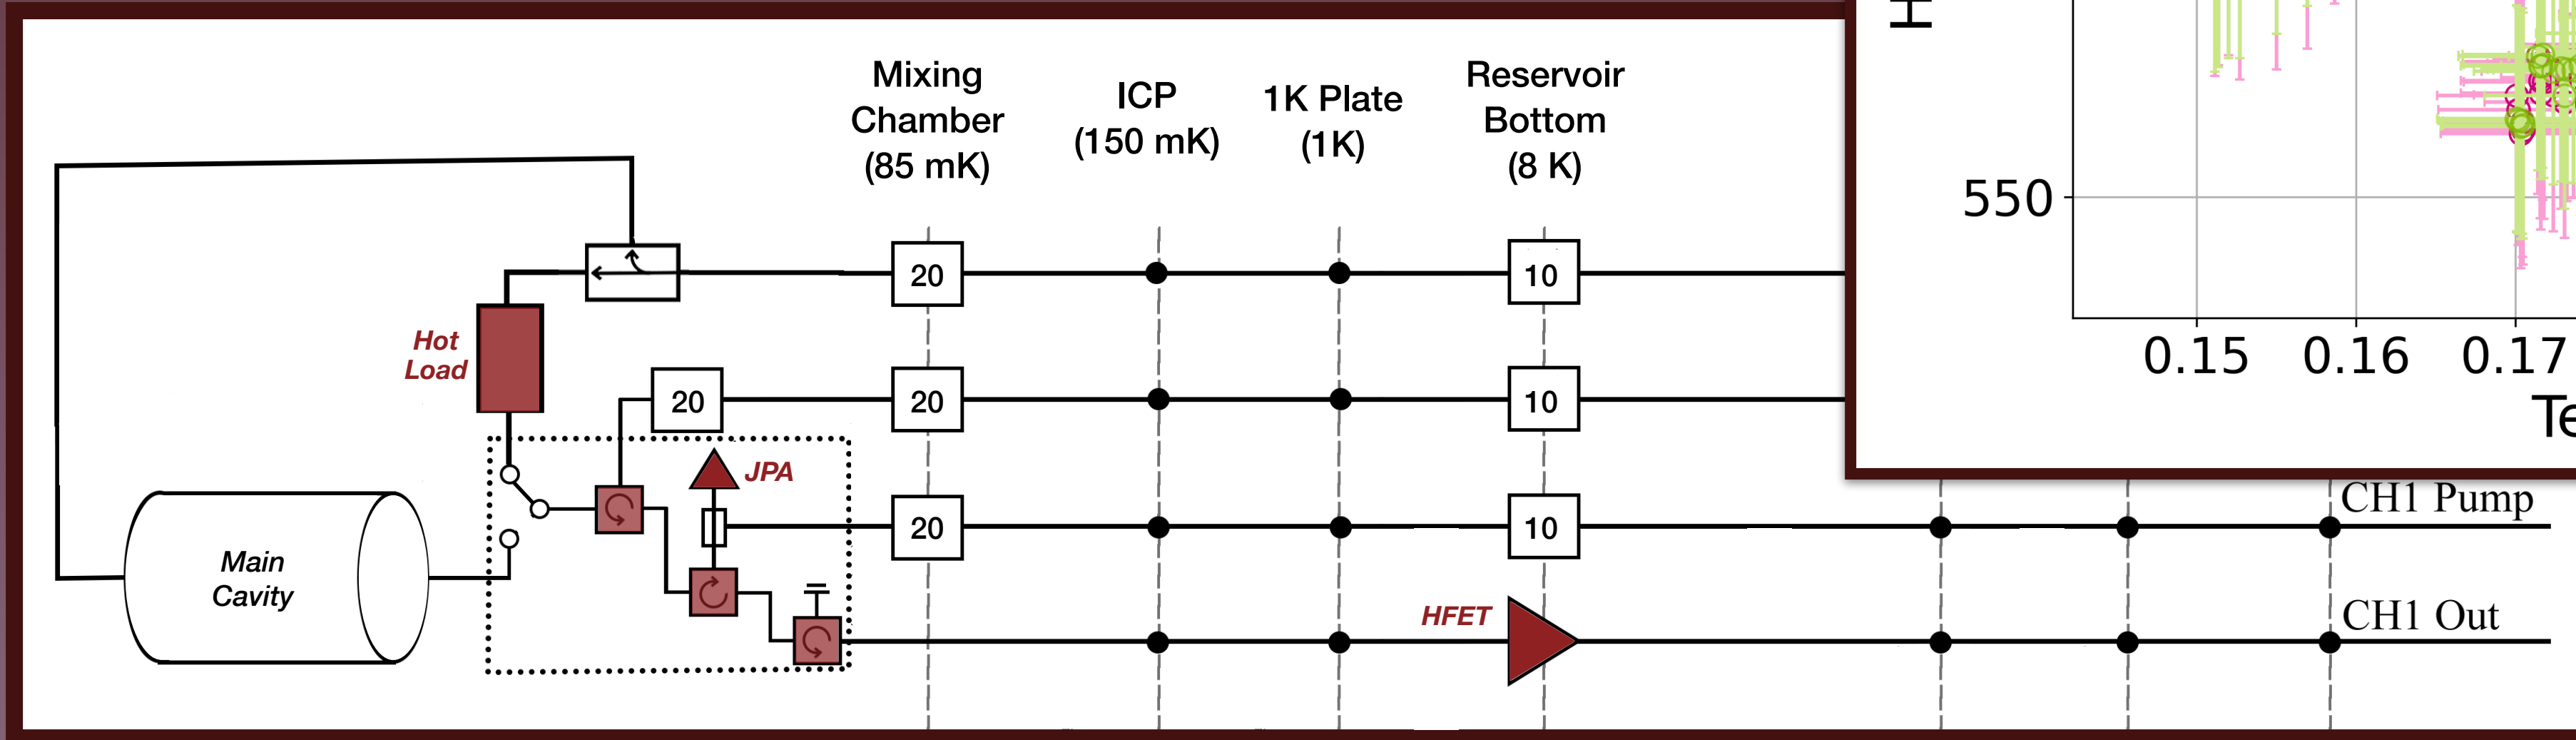 Mixing
Chamber
(85 mK)
ICP
(150 mK)
1K Plate
(1K)
Reservoir
Bottom
(8 K)
H
550
0.15
0.16
0.17
Te
20
10
Hot
Load
20
20
10
JPA
20
10
CH1 Pump
Main
Cavity
HFET
CH1 Out